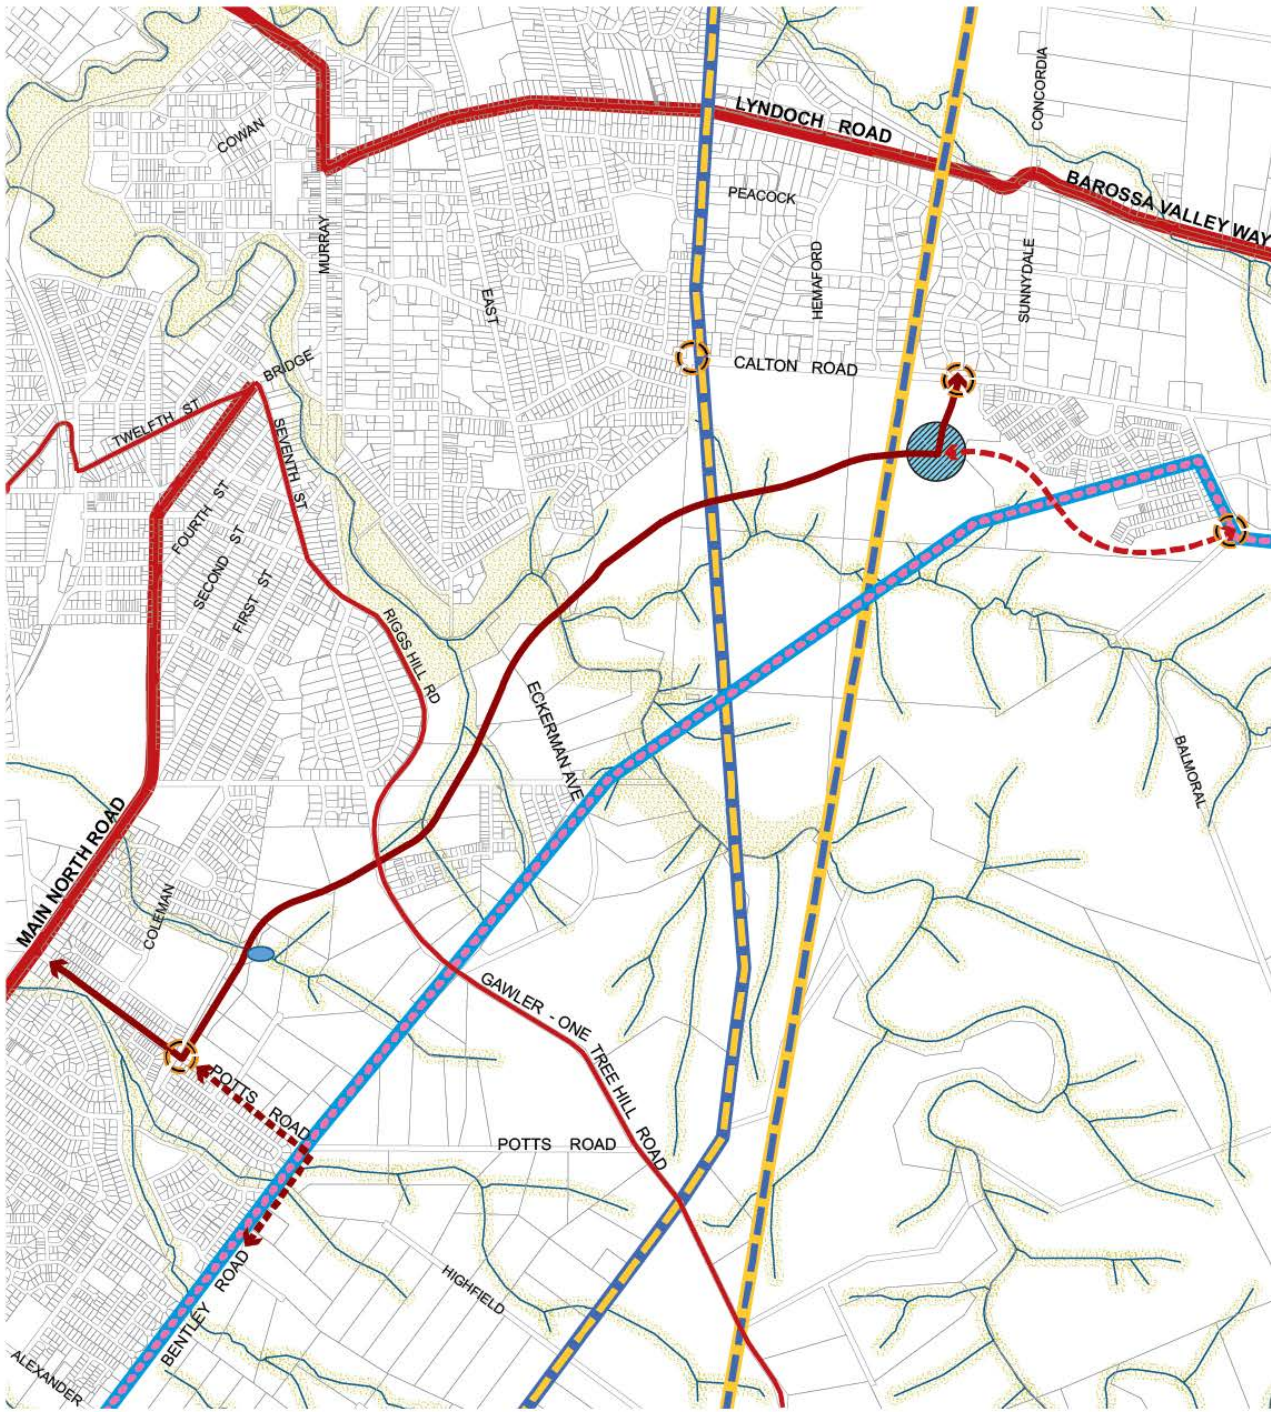 CONCORDIA
LYNDOCH ROAD
COWAN
BAROSSA VALLEY WAY
PEACOCK
MURRAY
HEMAFORD
SUNNYDALE
EAST
BRIDGE
CALTON ROAD
TWELFTH ST
SEVENTH ST
FOURTH ST
SECOND ST
FIRST ST
RIGGS HILL RD
ECKERMAN AVE
BALMORAL
MAIN NORTH ROAD
COLEMAN
GAWLER - ONE TREE HILL ROAD
POTTS ROAD
POTTS ROAD
HIGHFIELD
BENTLEY ROAD
ALEXANDER